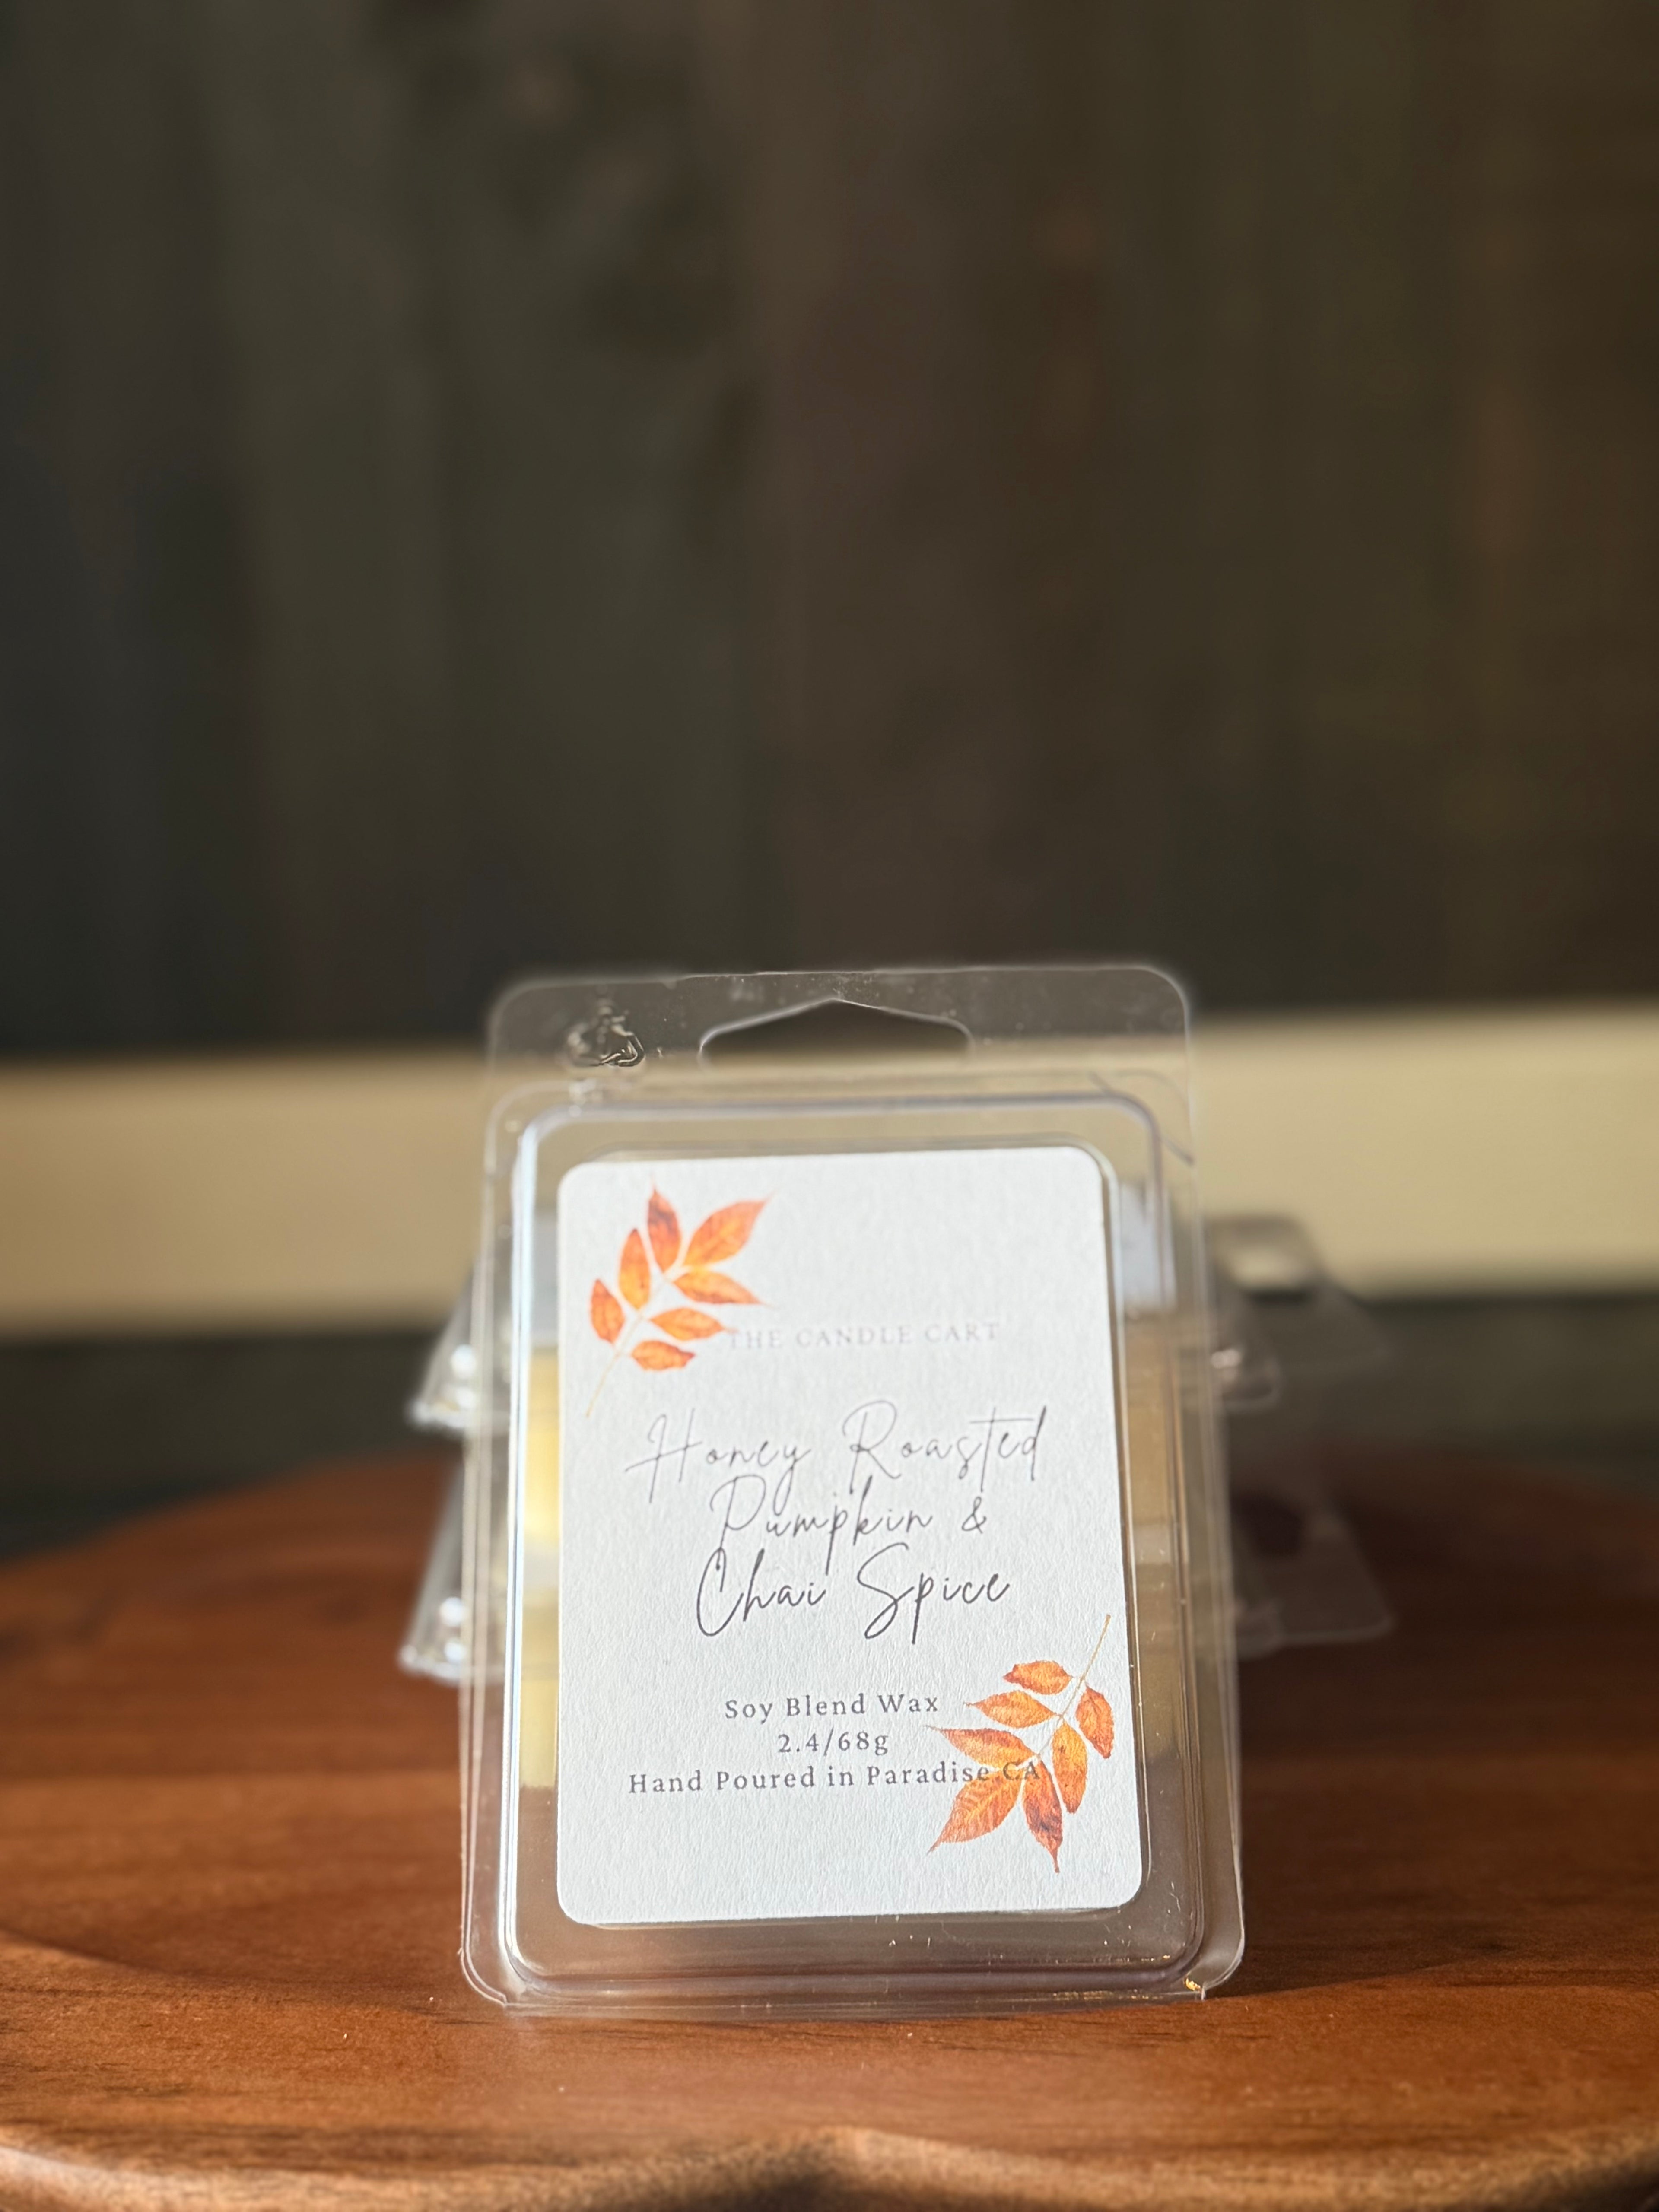 THE CANDLE CART
Honey Roasted
Pumpkin &
Chai Spice
Soy Blend Wax
2.4/68g
Hand Poured in Paradise CA